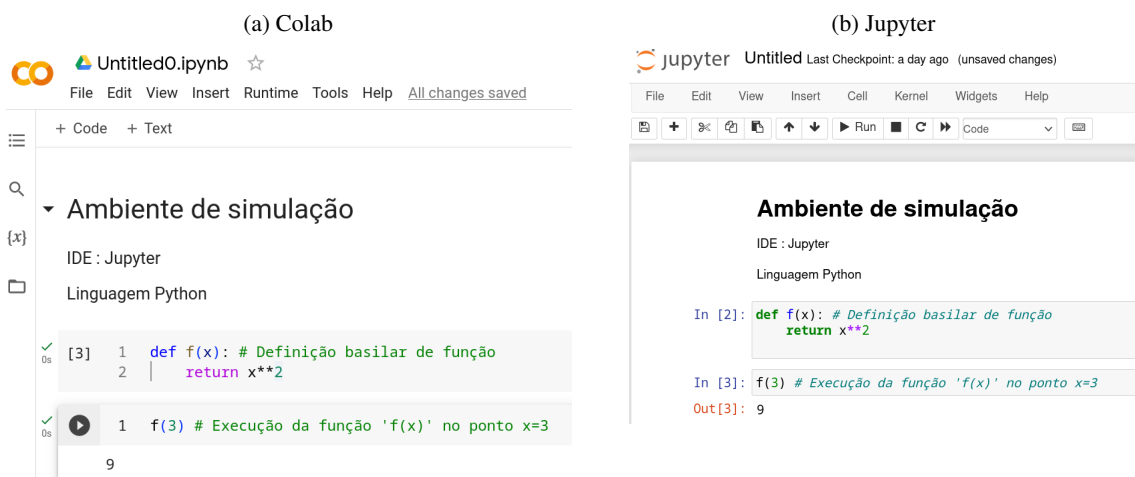 (a) Colab
CO
Untitled0.ipynb
File Edit View Insert Runtime Tools Help All changes saved
+ Code + Text
{x}
Ambiente de simulação
IDE : Jupyter
Linguagem Python
0s [3] 1 def f(x): # Definição basilar de função
2 return x**2
0s 1 f(3) # Execução da função 'f(x)' no ponto x=3
9
(b) Jupyter
Jupyter Untitled Last Checkpoint: a day ago (unsaved changes)
File Edit View Insert Cell Kernel Widgets Help
Run Code
Ambiente de simulação
IDE : Jupyter
Linguagem Python
In [2]: def f(x): # Definição basilar de função
return x**2
In [3]: f(3) # Execução da função 'f(x)' no ponto x=3
Out[3]: 9